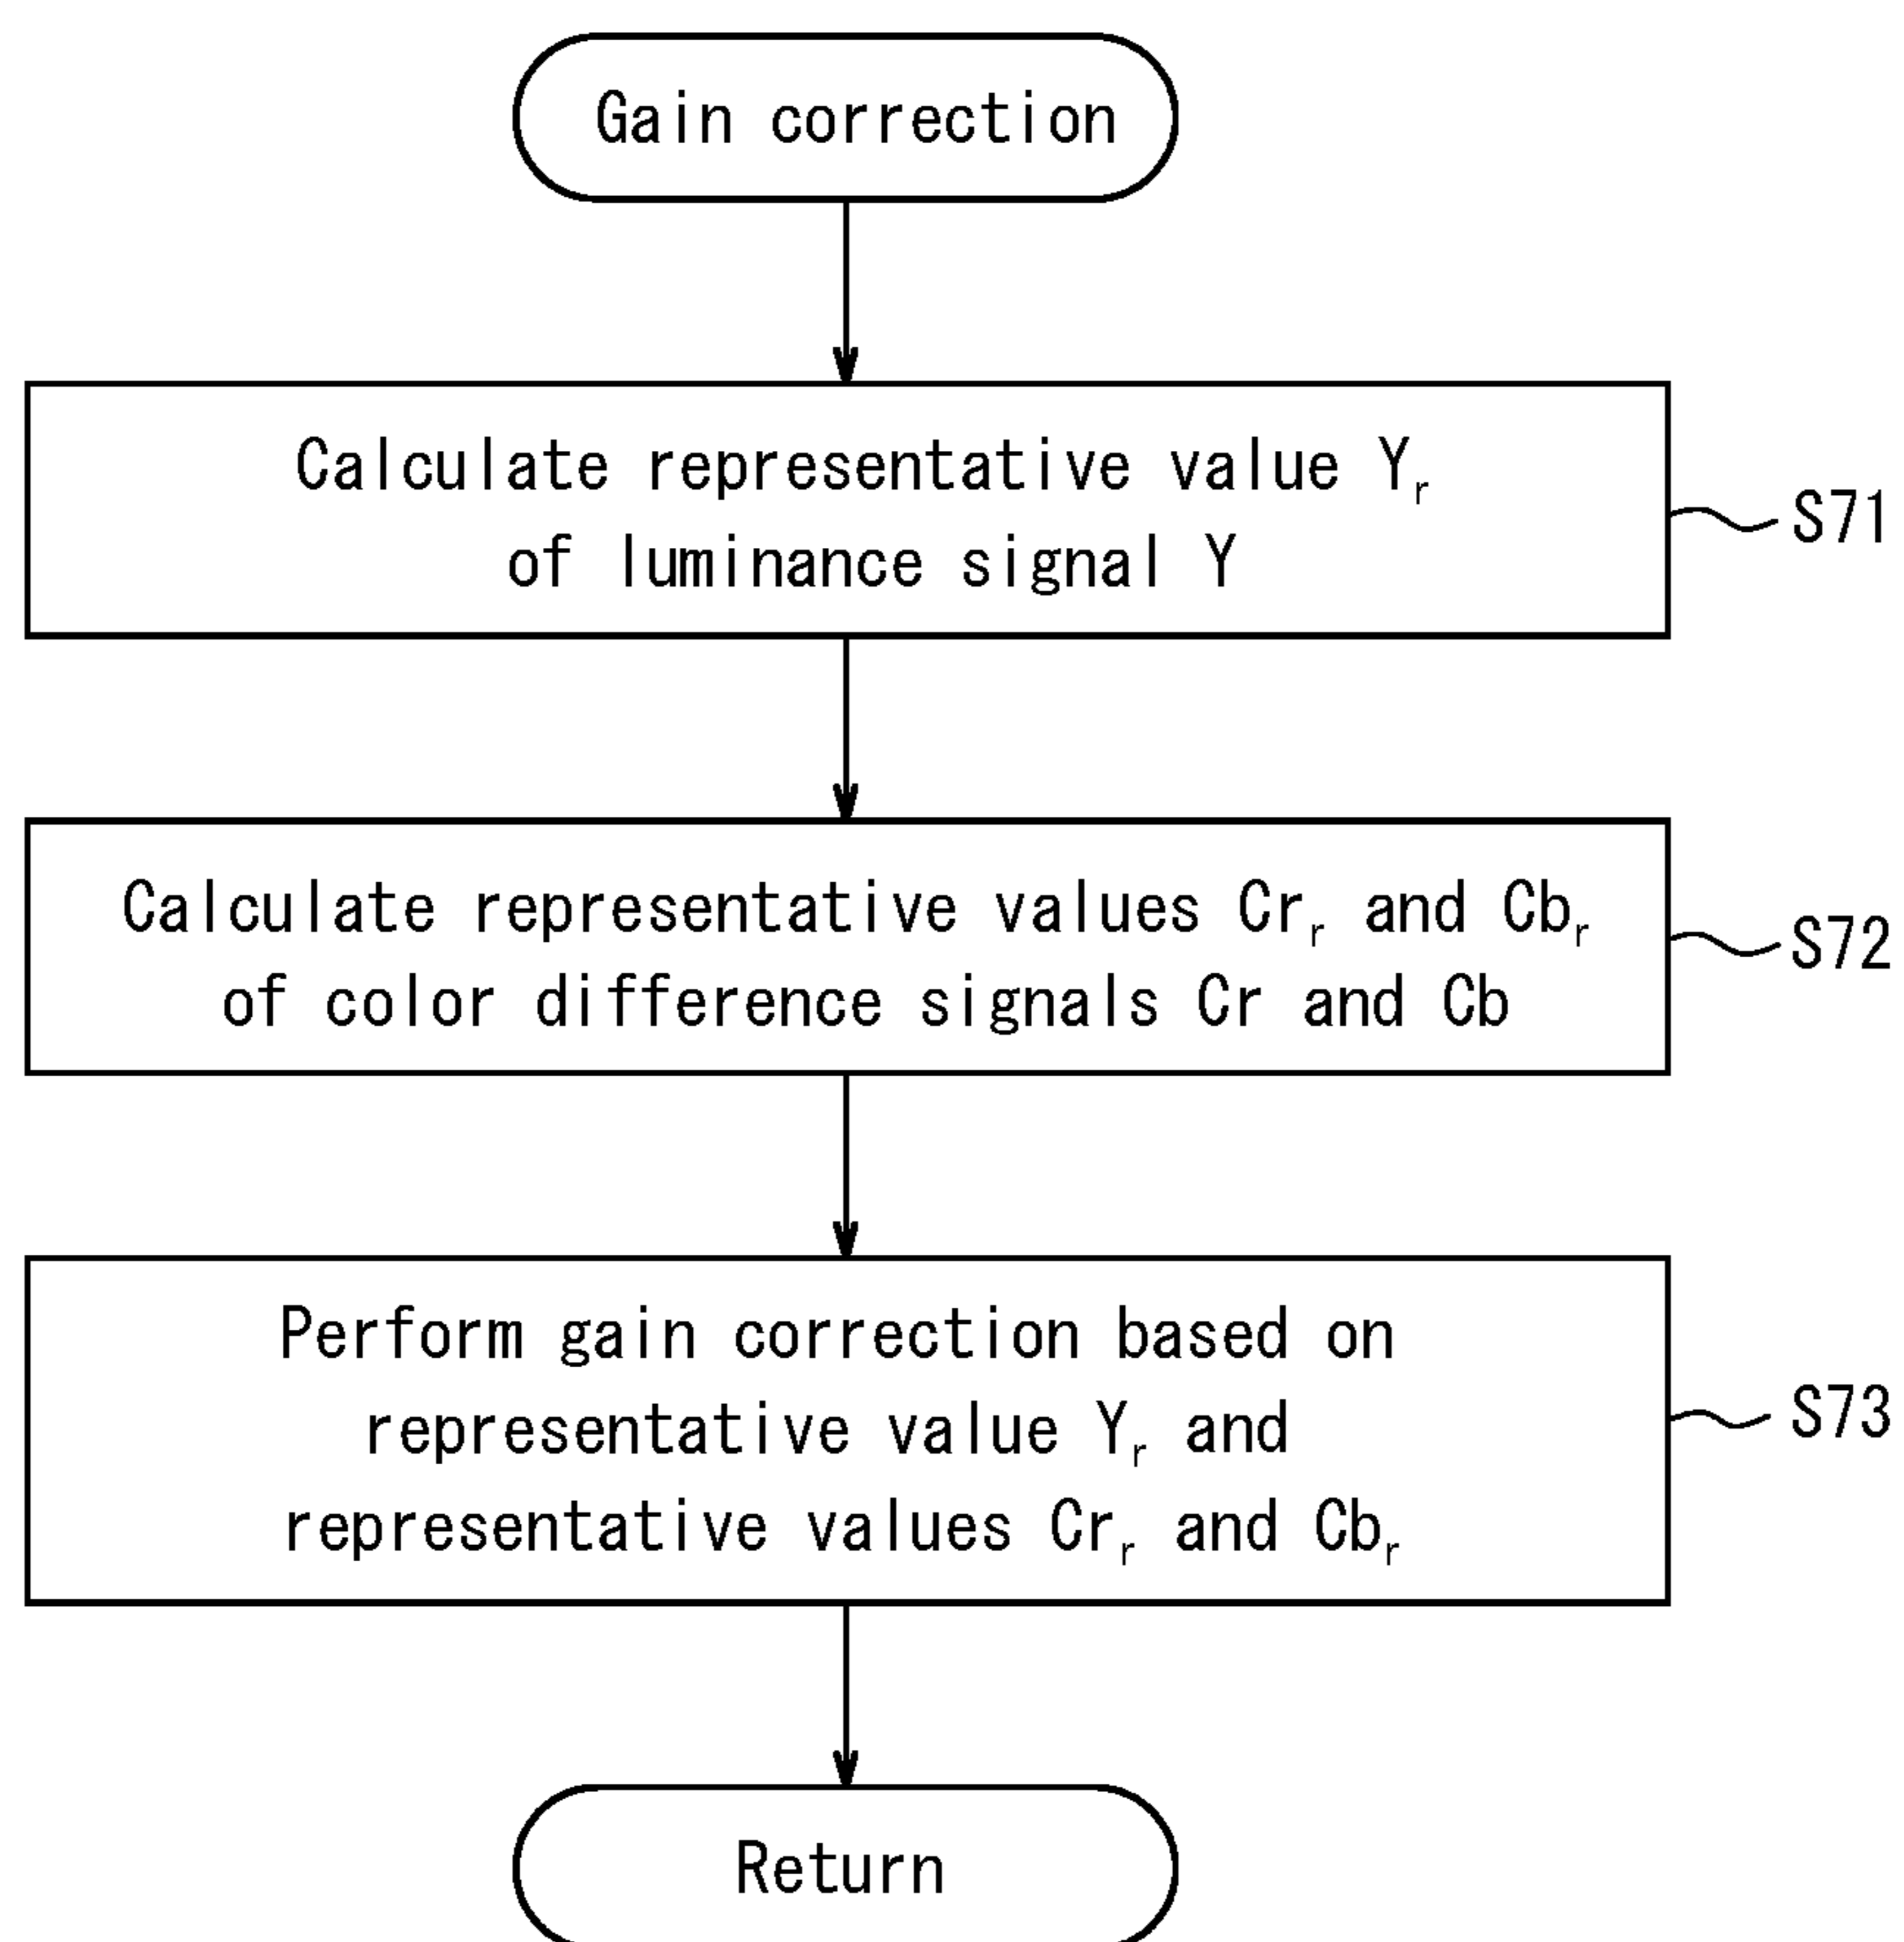 Gain correction
Calculate representative value Yᵣ
of luminance signal Y
S71
Calculate representative values Crᵣ and Cbᵣ
of color difference signals Cr and Cb
S72
Perform gain correction based on
representative value Yᵣ and
representative values Crᵣ and Cbᵣ
S73
Return